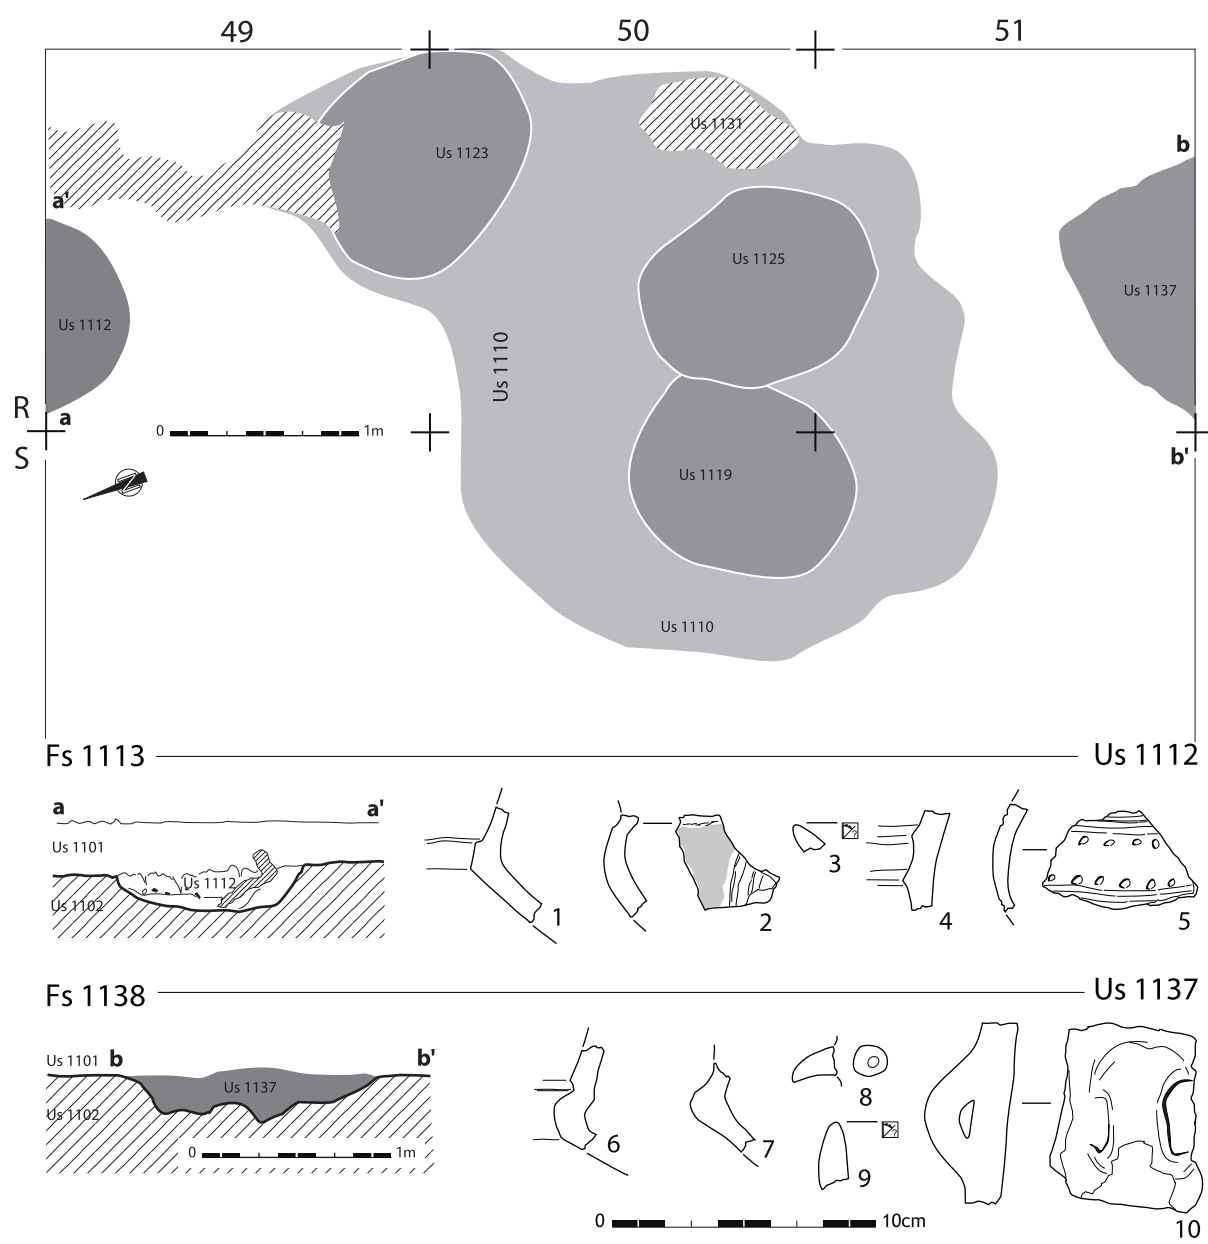 49 50 51
Us 1131
b
Us 1123
a'
Us 1125
Us 1137
Us 1112
Us 1110
R
a
0 1m
S
b'
N
Us 1119
Us 1110
Fs 1113 Us 1112
a a'
Us 1101
Us 1112
Us 1102
1 2 3 4 5
Fs 1138 Us 1137
Us 1101 b b'
Us 1137
Us 1102
0 1m
6 7 8 9 10
0 10cm